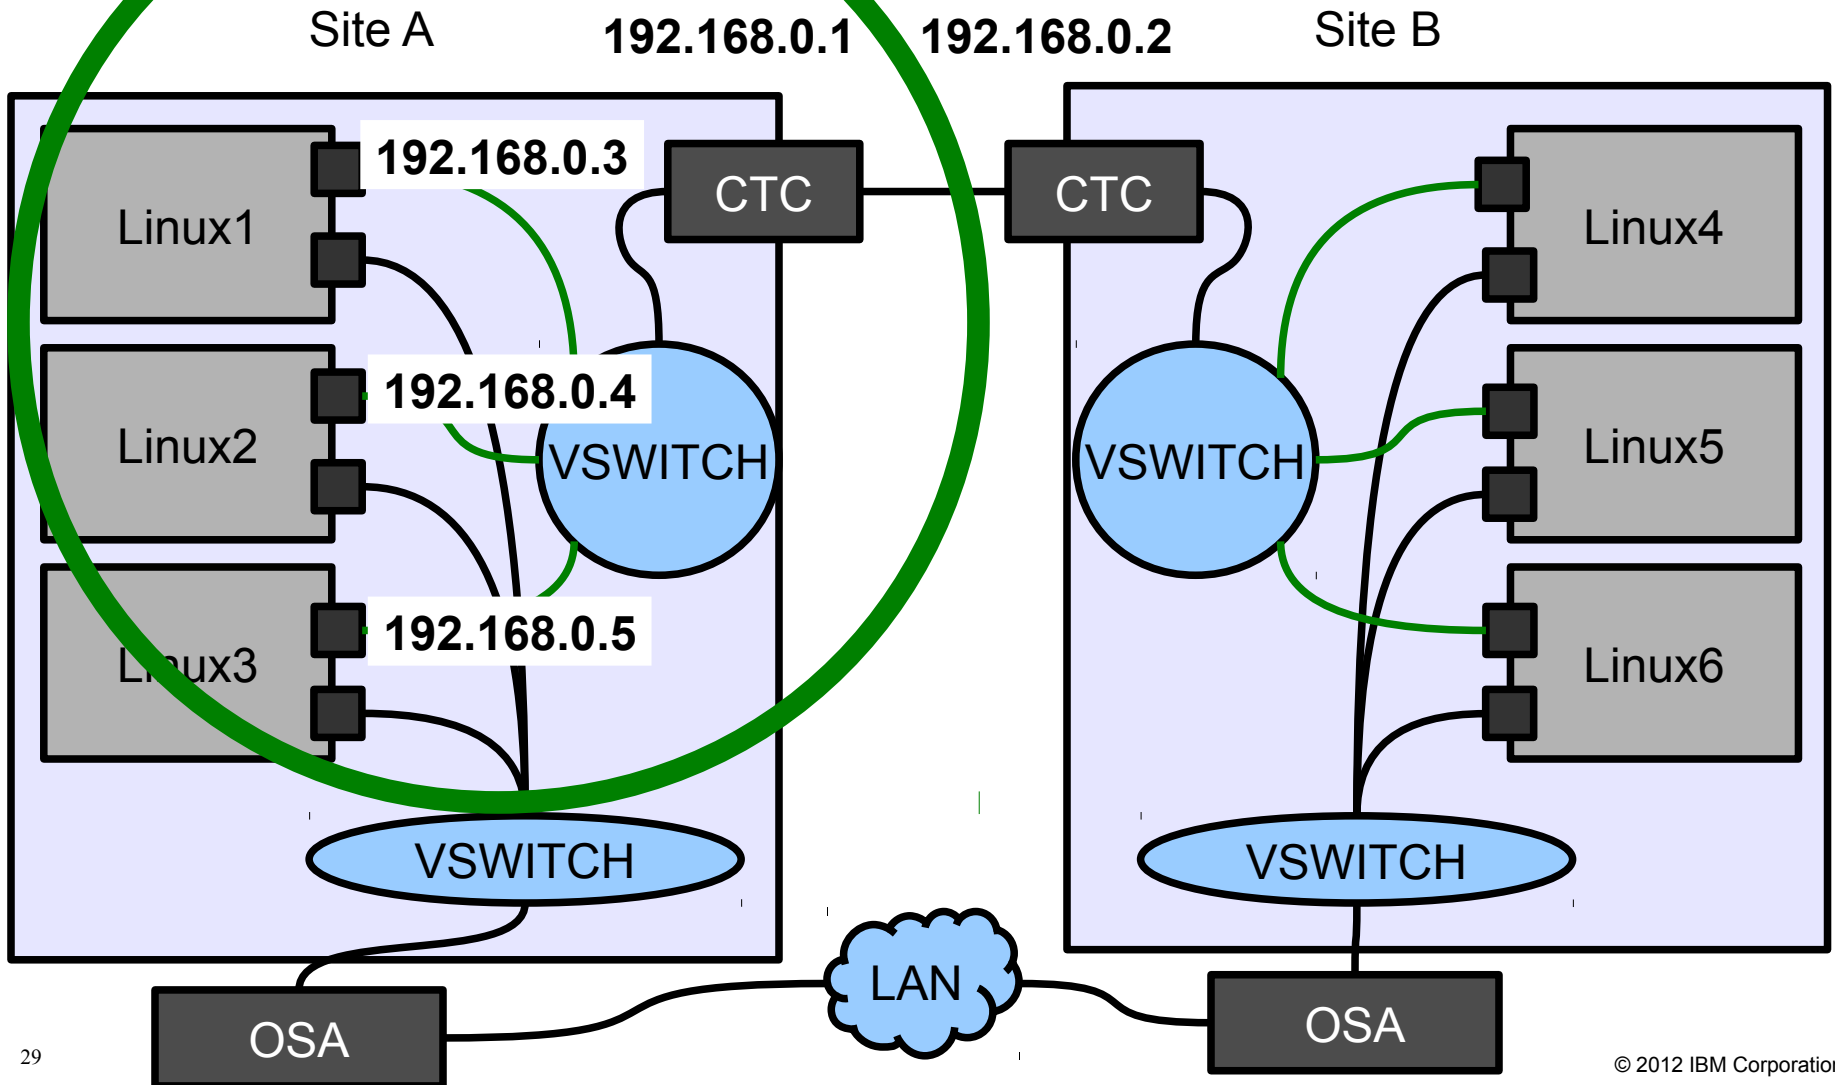 Site A
192.168.0.1
192.168.0.2
Site B
192.168.0.3
CTC
CTC
Linux1
Linux4
192.168.0.4
Linux2
VSWITCH
VSWITCH
Linux5
192.168.0.5
Linux3
Linux6
VSWITCH
VSWITCH
LAN
OSA
OSA
29
© 2012 IBM Corporation